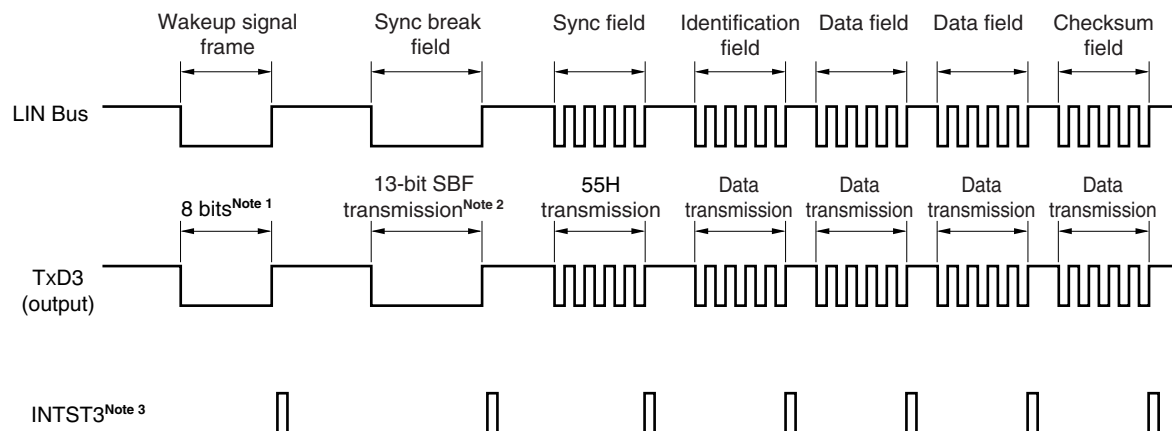 Wakeup signal frame
Sync break field
Sync field
Identification field
Data field
Data field
Checksum field
LIN Bus
8 bitsNote 1
13-bit SBF transmissionNote 2
55H transmission
Data transmission
Data transmission
Data transmission
Data transmission
TxD3 (output)
INTST3Note 3